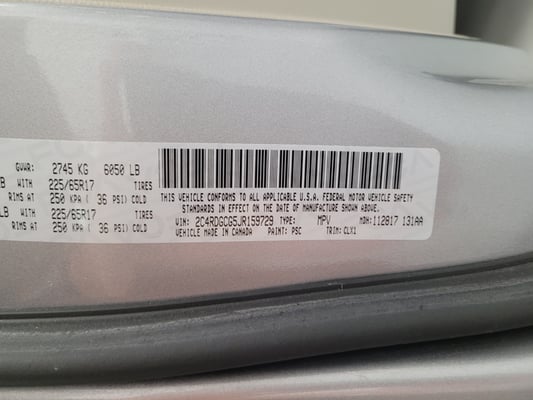 GVWR: 2745 KG 6050 LB
B WITH 225/65R17 TIRES
RIMS AT 250 KPA ( 36 PSI) COLD
LB WITH 225/65R17 TIRES
RIMS AT 250 KPA ( 36 PSI) COLD
THIS VEHICLE CONFORMS TO ALL APPLICABLE U.S.A. FEDERAL MOTOR VEHICLE SAFETY
STANDARDS IN EFFECT ON THE DATE OF MANUFACTURE SHOWN ABOVE.
VIN: 2C4RDGCG5JR159729 TYPE: MPV MDH: 112817 131AA
VEHICLE MADE IN CANADA PAINT: PSC TRIM: CLX1